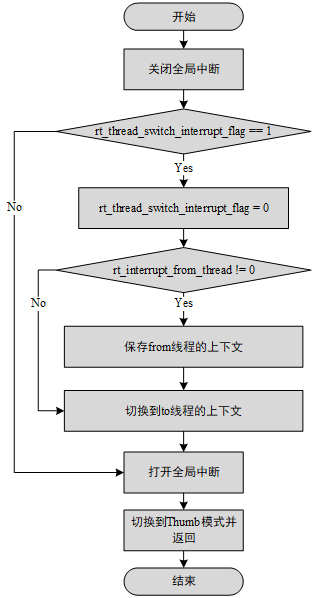 开始
关闭全局中断
rt_thread_switch_interrupt_flag == 1
Yes
No
rt_thread_switch_interrupt_flag = 0
rt_interrupt_from_thread != 0
No
Yes
保存from线程的上下文
切换到to线程的上下文
打开全局中断
切换到Thumb模式并
返回
结束